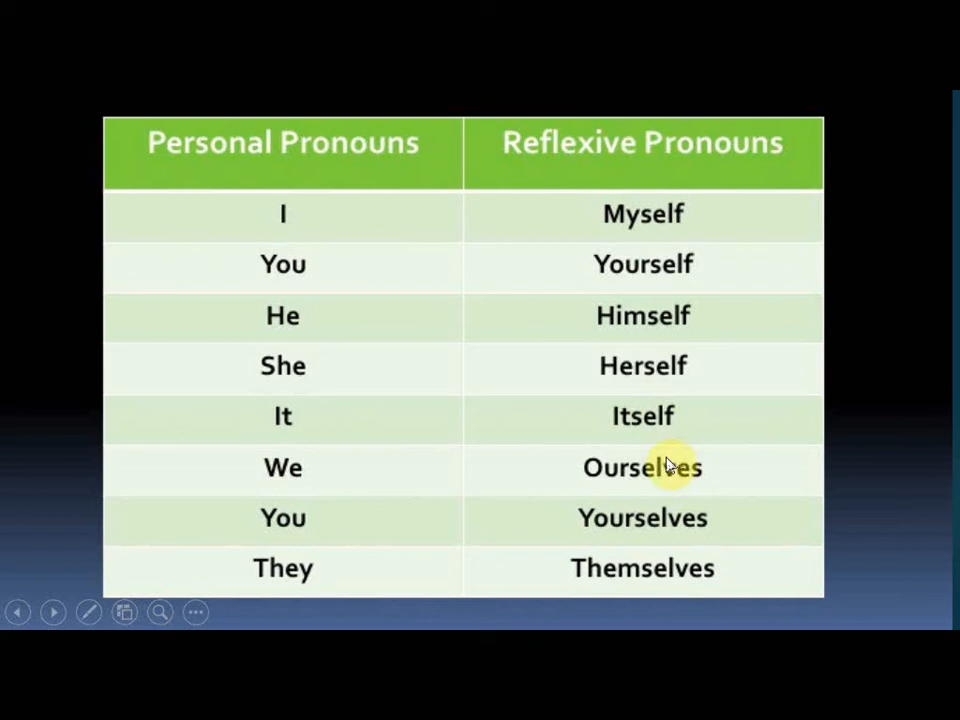 Personal Pronouns Reflexive Pronouns
I Myself
You Yourself
He Himself
She Herself
It Itself
We Ourselves
You Yourselves
They Themselves